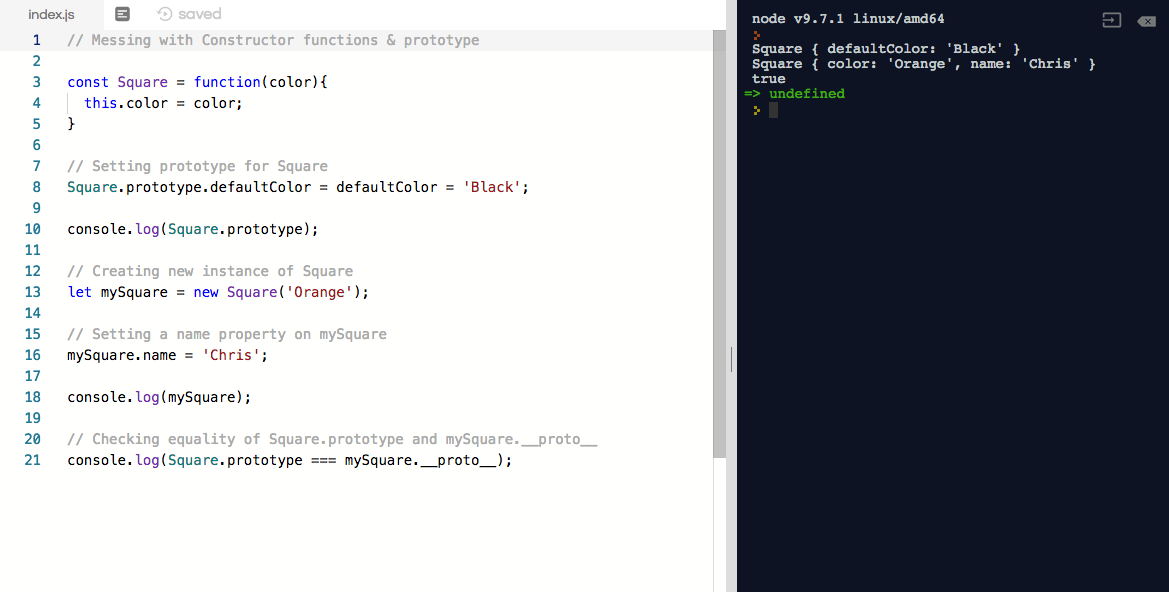 index.js saved
1 // Messing with Constructor functions & prototype
2
3 const Square = function(color){
4 this.color = color;
5 }
6
7 // Setting prototype for Square
8 Square.prototype.defaultColor = defaultColor = 'Black';
9
10 console.log(Square.prototype);
11
12 // Creating new instance of Square
13 let mySquare = new Square('Orange');
14
15 // Setting a name property on mySquare
16 mySquare.name = 'Chris';
17
18 console.log(mySquare);
19
20 // Checking equality of Square.prototype and mySquare.__proto__
21 console.log(Square.prototype === mySquare.__proto__);
node v9.7.1 linux/amd64
Square { defaultColor: 'Black' }
Square { color: 'Orange', name: 'Chris' }
true
=> undefined